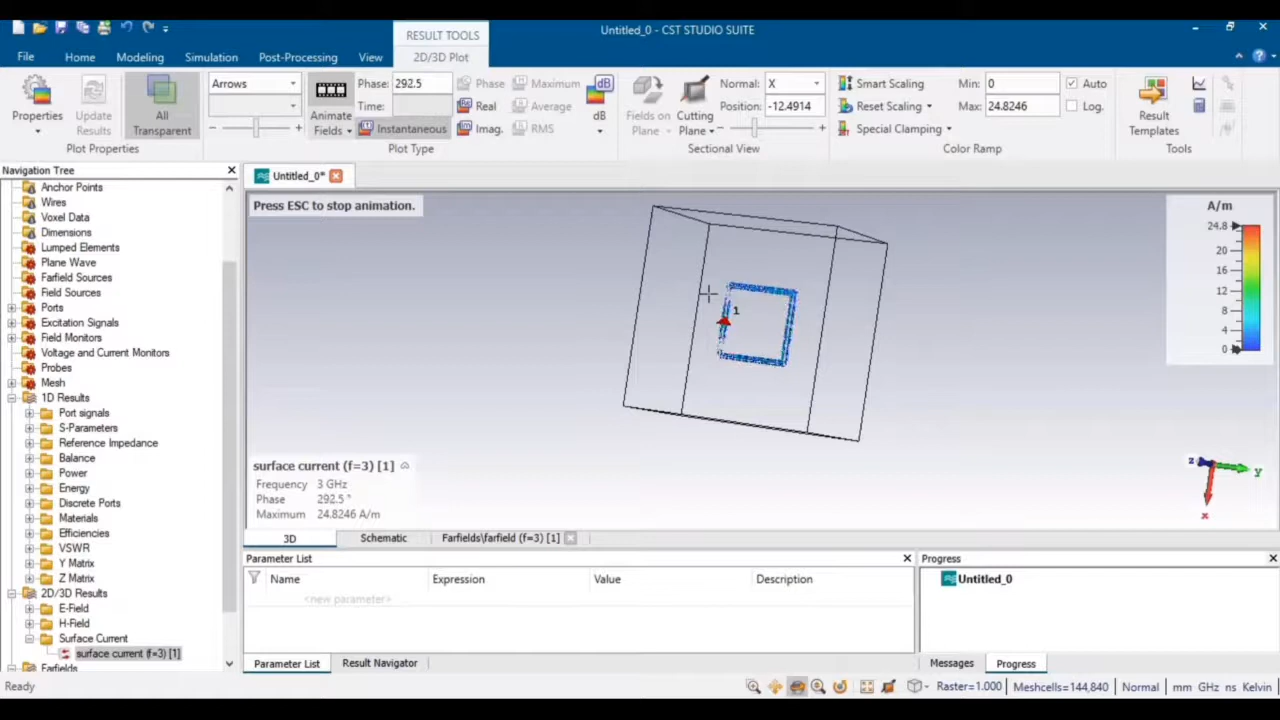 RESULT TOOLS
Untitled_0 - CST STUDIO SUITE
File Home Modeling Simulation Post-Processing View 2D/3D Plot
Properties
Update Results
All Transparent
Plot Properties
Arrows
Animate Fields
Phase: 292.5
Time:
Instantaneous
Phase
Real
Imag.
Maximum
Average
RMS
dB
dB
Plot Type
Fields on Plane
Cutting Plane
Normal: X
Position: -12.4914
Sectional View
Smart Scaling
Reset Scaling
Special Clamping
Min: 0
Max: 24.8246
Auto
Log.
Color Ramp
Result Templates
Tools
Navigation Tree
Anchor Points
Wires
Voxel Data
Dimensions
Lumped Elements
Plane Wave
Farfield Sources
Field Sources
Ports
Excitation Signals
Field Monitors
Voltage and Current Monitors
Probes
Mesh
1D Results
Port signals
S-Parameters
Reference Impedance
Balance
Power
Energy
Discrete Ports
Materials
Efficiencies
VSWR
Y Matrix
Z Matrix
2D/3D Results
E-Field
H-Field
Surface Current
surface current (f=3) [1]
Farfields
Untitled_0*
Press ESC to stop animation.
1
A/m
24.8
20
16
12
8
4
0
z
y
x
surface current (f=3) [1]
Frequency 3 GHz
Phase 292.5 °
Maximum 24.8246 A/m
3D Schematic Farfields\farfield (f=3) [1]
Parameter List
Name Expression Value Description
<new parameter>
Parameter List Result Navigator
Progress
Untitled_0
Messages Progress
Ready
Raster=1.000 Meshcells=144,840 Normal mm GHz ns Kelvin